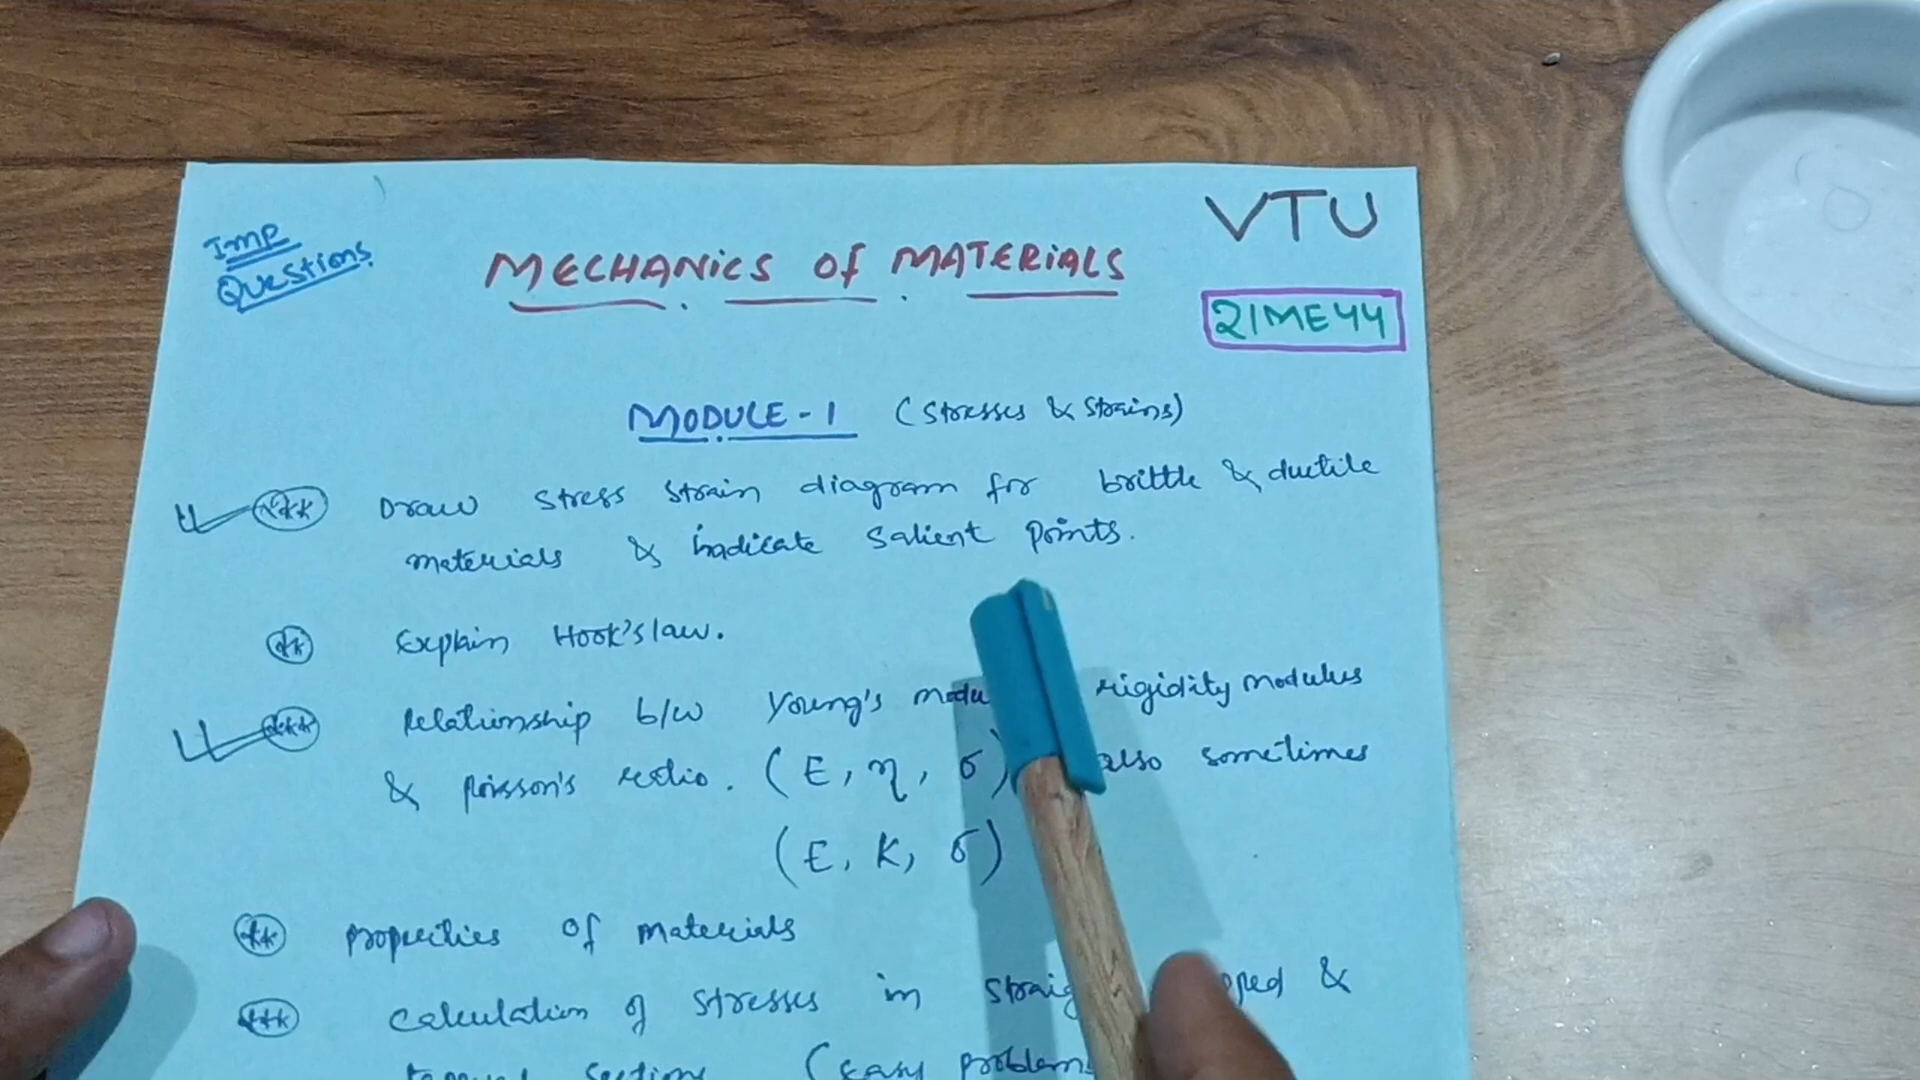 Imp
Questions
VTU
MECHANICS Of MATERIALS
21ME44
MODULE-1 (Stresses & Strains)
Draw stress strain diagram for brittle & ductile
materials & indicate salient points.
Explain Hook's law.
Relationship b/w Young's rigidity modulus
& poisson's ratio. (E, η, σ) also sometimes
(E, K, σ)
Properties of materials
Calculation of stresses in &
(easy